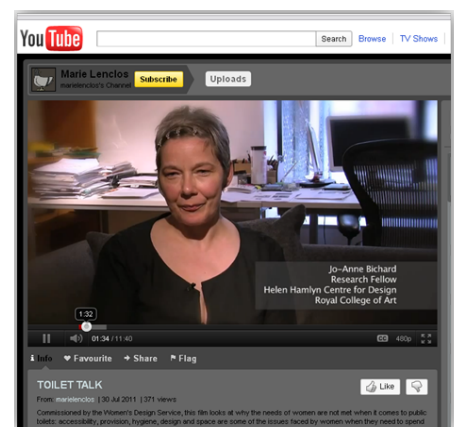 You Tube
Search Browse TV Shows
Marie Lenclos
marielenclos's Channel
Subscribe
Uploads
Jo-Anne Bichard
Research Fellow
Helen Hamlyn Centre for Design
Royal College of Art
1:32
01:34 / 11:40
CC 480p
Info Favourite Share Flag
TOILET TALK
Like
From: marielenclos | 30 Jul 2011 | 371 views
Commissioned by the Women's Design Service, this film looks at why the needs of women are not met when it comes to public
toilets: accessibility, provision, hygiene, design and space are some of the issues faced by women when they need to spend